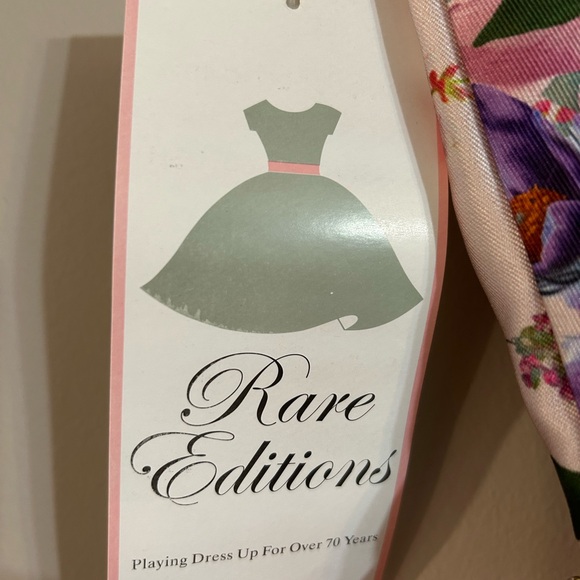 Rare
Editions
Playing Dress Up For Over 70 Years